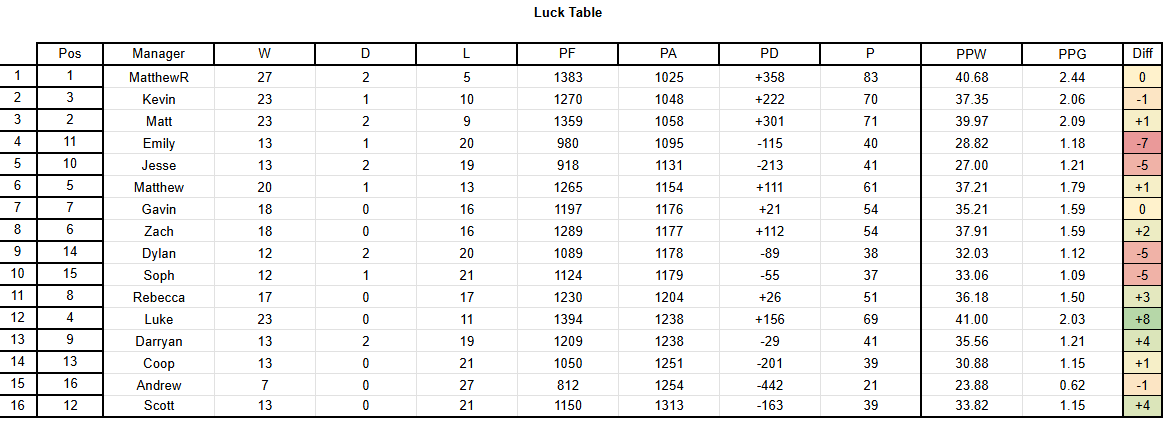 Luck Table
Pos Manager W D L PF PA PD P PPW PPG Diff
1 1 MatthewR 27 2 5 1383 1025 +358 83 40.68 2.44 0
2 3 Kevin 23 1 10 1270 1048 +222 70 37.35 2.06 -1
3 2 Matt 23 2 9 1359 1058 +301 71 39.97 2.09 +1
4 11 Emily 13 1 20 980 1095 -115 40 28.82 1.18 -7
5 10 Jesse 13 2 19 918 1131 -213 41 27.00 1.21 -5
6 5 Matthew 20 1 13 1265 1154 +111 61 37.21 1.79 +1
7 7 Gavin 18 0 16 1197 1176 +21 54 35.21 1.59 0
8 6 Zach 18 0 16 1289 1177 +112 54 37.91 1.59 +2
9 14 Dylan 12 2 20 1089 1178 -89 38 32.03 1.12 -5
10 15 Soph 12 1 21 1124 1179 -55 37 33.06 1.09 -5
11 8 Rebecca 17 0 17 1230 1204 +26 51 36.18 1.50 +3
12 4 Luke 23 0 11 1394 1238 +156 69 41.00 2.03 +8
13 9 Darryan 13 2 19 1209 1238 -29 41 35.56 1.21 +4
14 13 Coop 13 0 21 1050 1251 -201 39 30.88 1.15 +1
15 16 Andrew 7 0 27 812 1254 -442 21 23.88 0.62 -1
16 12 Scott 13 0 21 1150 1313 -163 39 33.82 1.15 +4